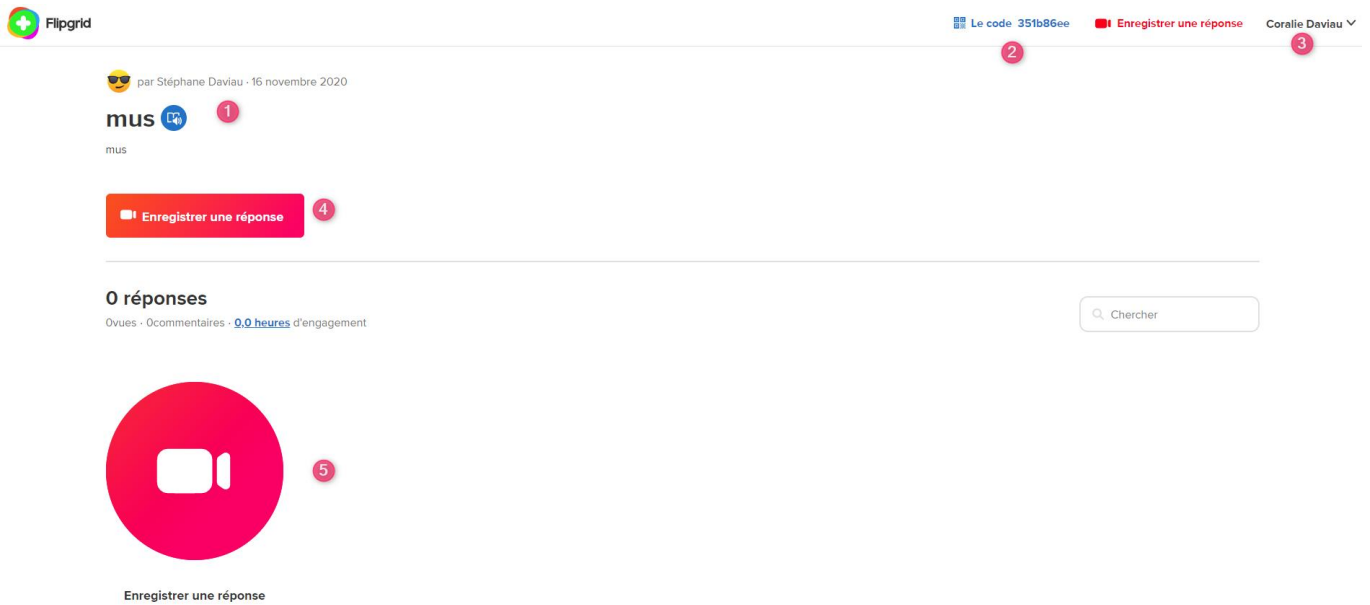 Flipgrid
Le code 351b86ee
Enregistrer une réponse
Coralie Daviau
2
3
par Stéphane Daviau · 16 novembre 2020
mus
1
mus
Enregistrer une réponse
4
0 réponses
0vues · 0commentaires · 0,0 heures d'engagement
Chercher
5
Enregistrer une réponse